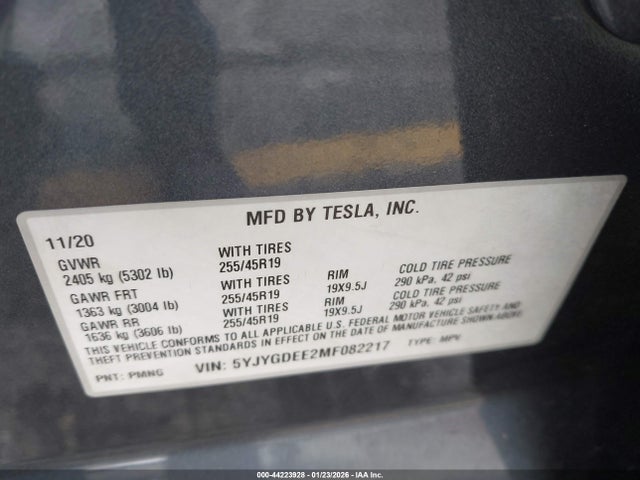 MFD BY TESLA, INC.
11/20
GVWR WITH TIRES
2405 kg (5302 lb) 255/45R19
GAWR FRT WITH TIRES RIM COLD TIRE PRESSURE
1363 kg (3004 lb) 255/45R19 19X9.5J 290 kPa, 42 psi
GAWR RR WITH TIRES RIM COLD TIRE PRESSURE
1636 kg (3606 lb) 255/45R19 19X9.5J 290 kPa, 42 psi
THIS VEHICLE CONFORMS TO ALL APPLICABLE U.S. FEDERAL MOTOR VEHICLE SAFETY AND
THEFT PREVENTION STANDARDS IN EFFECT ON THE DATE OF MANUFACTURE SHOWN ABOVE.
PNT: PMNG VIN: 5YJYGDEE2MF082217 TYPE: MPV
000-44223928 - 01/23/2026 - IAA Inc.